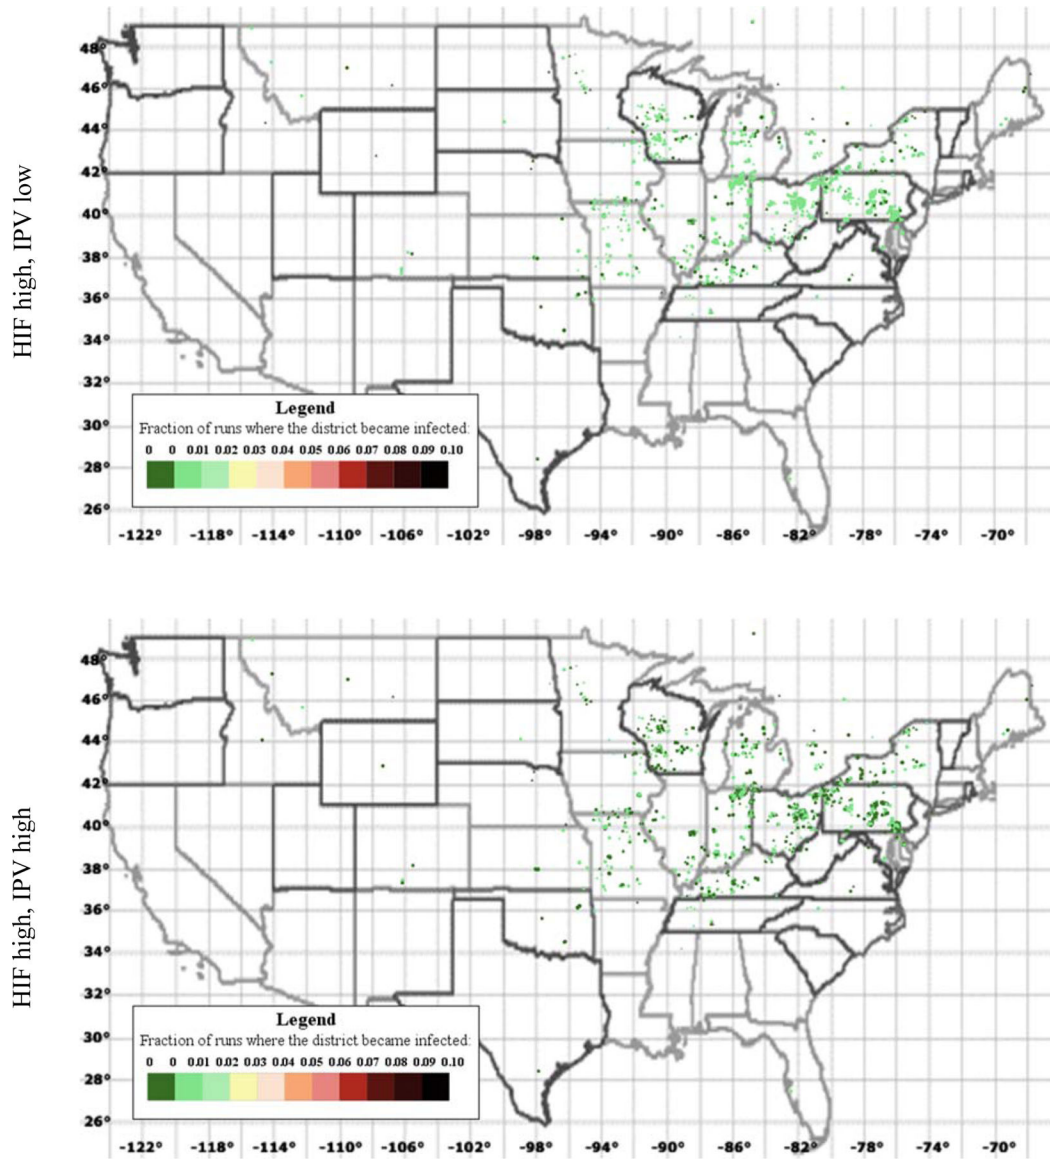 HIF high, IPV low
48°
46°
44°
42°
40°
38°
36°
34°
32°
30°
28°
26°
Legend
Fraction of runs where the district became infected:
0 0 0.01 0.02 0.03 0.04 0.05 0.06 0.07 0.08 0.09 0.10
-122° -118° -114° -110° -106° -102° -98° -94° -90° -86° -82° -78° -74° -70°
HIF high, IPV high
48°
46°
44°
42°
40°
38°
36°
34°
32°
30°
28°
26°
Legend
Fraction of runs where the district became infected:
0 0 0.01 0.02 0.03 0.04 0.05 0.06 0.07 0.08 0.09 0.10
-122° -118° -114° -110° -106° -102° -98° -94° -90° -86° -82° -78° -74° -70°